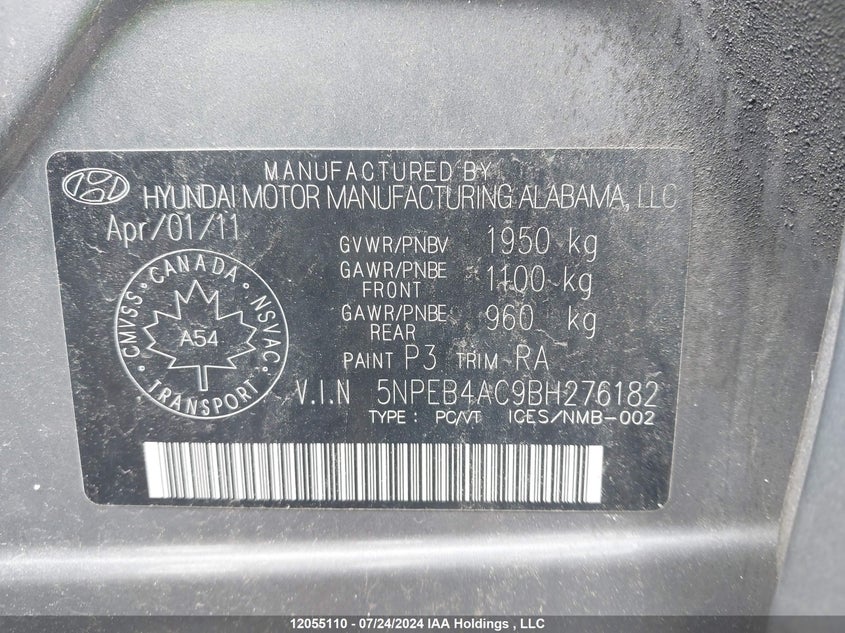 MANUFACTURED BY
HYUNDAI MOTOR MANUFACTURING ALABAMA, LLC
Apr/01/11
GVWR/PNBV 1950 kg
GAWR/PNBE FRONT 1100 kg
GAWR/PNBE REAR 960 kg
PAINT P3 TRIM RA
CMVSS • CANADA • NSVAC • TRANSPORT •
A54
V.I.N 5NPEB4AC9BH276182
TYPE : PC/VT ICES/NMB-002
12055110 - 07/24/2024 IAA Holdings , LLC